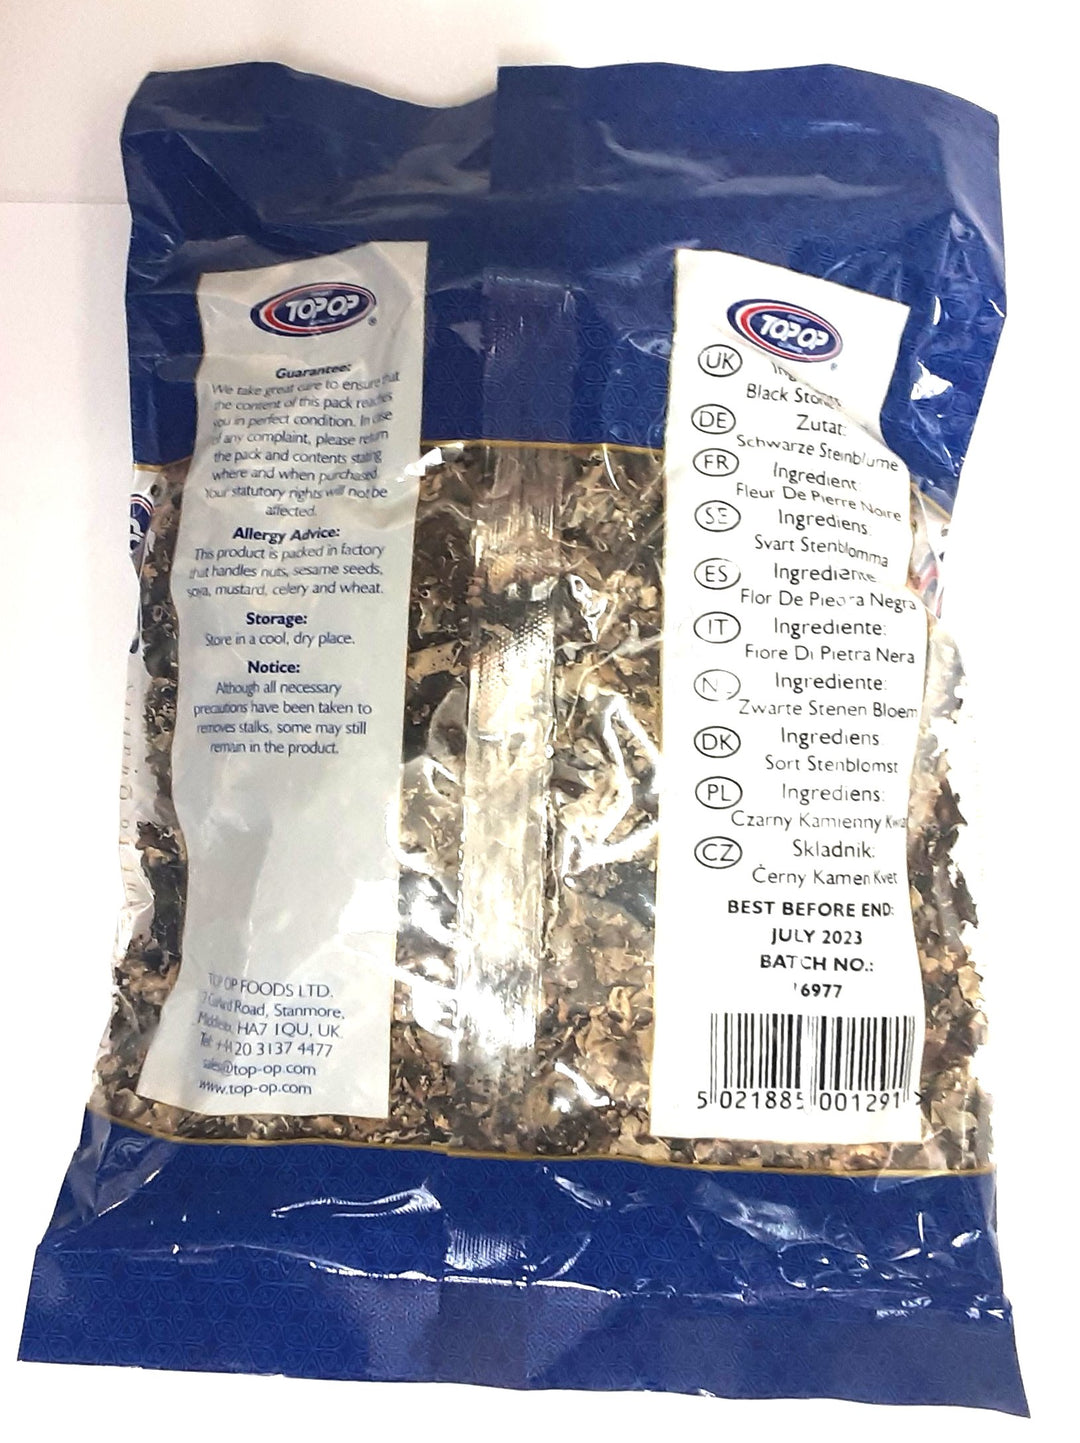 TOP OP
Guarantee:
We take great care to ensure that
the content of this pack reaches
you in perfect condition. In case
of any complaint, please return
the pack and contents stating
where and when purchased.
Your statutory rights will not be
affected.
Allergy Advice:
This product is packed in factory
that handles nuts, sesame seeds,
soya, mustard, celery and wheat.
Storage:
Store in a cool, dry place.
Notice:
Although all necessary
precautions have been taken to
removes stalks, some may still
remain in the product.
TOP OP FOODS LTD.
Road, Stanmore,
HA7 1QU, UK
Tel: +44 20 3137 4477
sales@top-op.com
www.top-op.com
TOP OP
UK
Black
DE Zutat:
Schwarze Steinblume
FR Ingredient
Fleur De Pierre Noire
SE Ingrediens
Svart Stenblomma
ES Ingrediente
Flor De Piedra Negra
IT Ingrediente:
Fiore Di Pietra Nera
Ingrediente:
Zwarte Stenen Bloem
DK Ingrediens
Sort Stenblomst
PL Ingrediens:
Czarny Kamienny
CZ Skladnik:
Černy Kamen Kvet
BEST BEFORE END:
JULY 2023
BATCH NO.:
6977
5 021885 001291 >